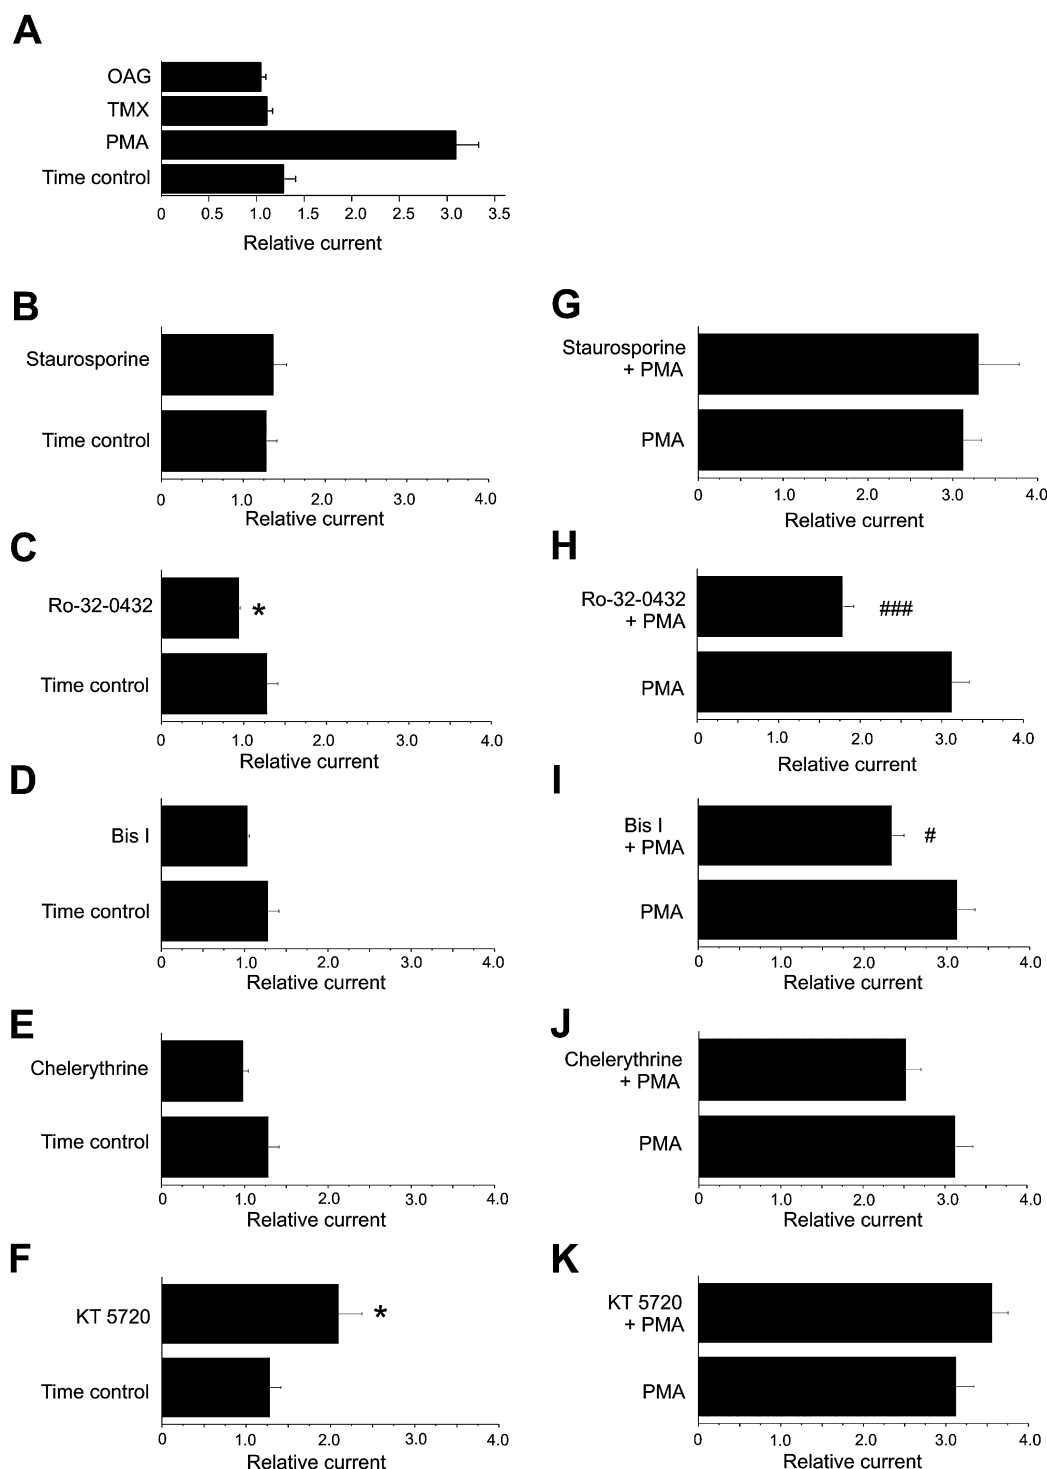 A
OAG
TMX
PMA
Time control
0 0.5 1.0 1.5 2.0 2.5 3.0 3.5
Relative current
B
Staurosporine
Time control
0 1.0 2.0 3.0 4.0
Relative current
G
Staurosporine
+ PMA
PMA
0 1.0 2.0 3.0 4.0
Relative current
C
Ro-32-0432
*
Time control
0 1.0 2.0 3.0 4.0
Relative current
H
Ro-32-0432
+ PMA
###
PMA
0 1.0 2.0 3.0 4.0
Relative current
D
Bis I
Time control
0 1.0 2.0 3.0 4.0
Relative current
I
Bis I
+ PMA
#
PMA
0 1.0 2.0 3.0 4.0
Relative current
E
Chelerythrine
Time control
0 1.0 2.0 3.0 4.0
Relative current
J
Chelerythrine
+ PMA
PMA
0 1.0 2.0 3.0 4.0
Relative current
F
KT 5720
*
Time control
0 1.0 2.0 3.0 4.0
Relative current
K
KT 5720
+ PMA
PMA
0 1.0 2.0 3.0 4.0
Relative current